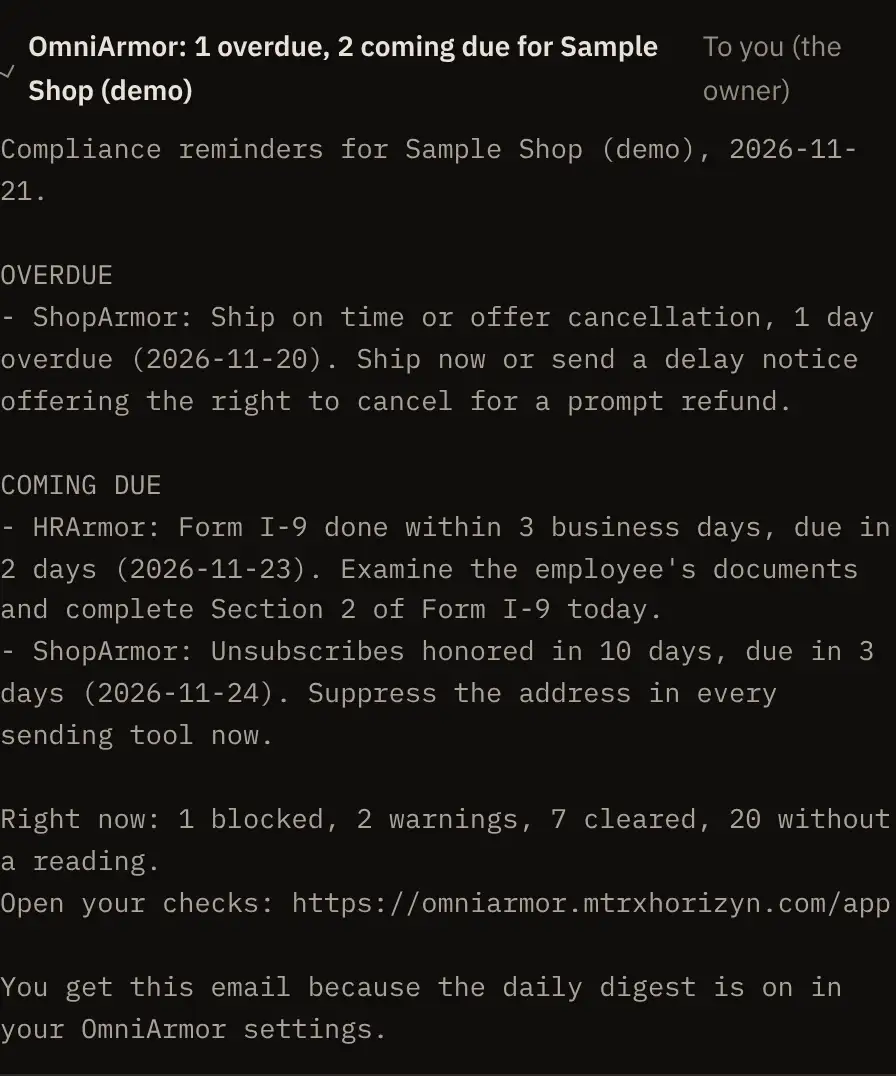 OmniArmor: 1 overdue, 2 coming due for Sample
Shop (demo)
To you (the
owner)
Compliance reminders for Sample Shop (demo), 2026-11-
21.
OVERDUE
- ShopArmor: Ship on time or offer cancellation, 1 day
overdue (2026-11-20). Ship now or send a delay notice
offering the right to cancel for a prompt refund.
COMING DUE
- HRArmor: Form I-9 done within 3 business days, due in
2 days (2026-11-23). Examine the employee's documents
and complete Section 2 of Form I-9 today.
- ShopArmor: Unsubscribes honored in 10 days, due in 3
days (2026-11-24). Suppress the address in every
sending tool now.
Right now: 1 blocked, 2 warnings, 7 cleared, 20 without
a reading.
Open your checks: https://omniarmor.mtrxhorizyn.com/app
You get this email because the daily digest is on in
your OmniArmor settings.